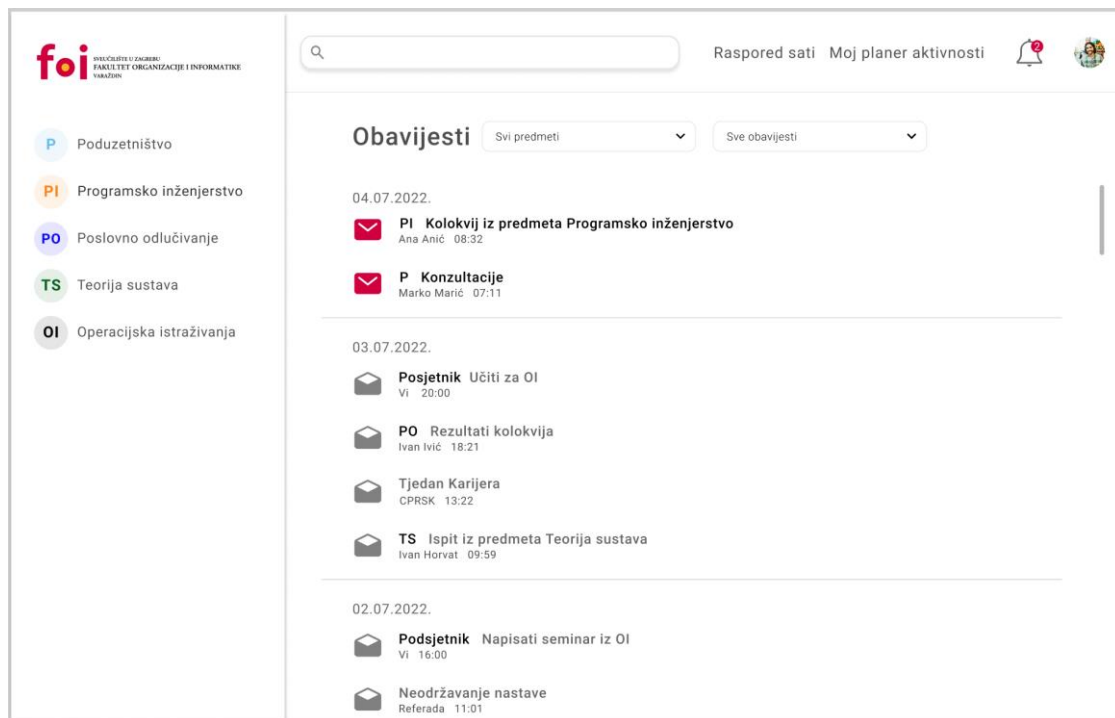 foi
SVEUČILIŠTE U ZAGREBU
FAKULTET ORGANIZACIJE I INFORMATIKE
VARAŽDIN
Raspored sati Moj planer aktivnosti
2
P Poduzetništvo
PI Programsko inženjerstvo
PO Poslovno odlučivanje
TS Teorija sustava
OI Operacijska istraživanja
Obavijesti Svi predmeti Sve obavijesti
04.07.2022.
PI Kolokvij iz predmeta Programsko inženjerstvo
Ana Anić 08:32
P Konzultacije
Marko Marić 07:11
03.07.2022.
Posjetnik Učiti za OI
Vi 20:00
PO Rezultati kolokvija
Ivan Ivić 18:21
Tjedan Karijera
CPRSK 13:22
TS Ispit iz predmeta Teorija sustava
Ivan Horvat 09:59
02.07.2022.
Podsjetnik Napisati seminar iz OI
Vi 16:00
Neodržavanje nastave
Referada 11:01